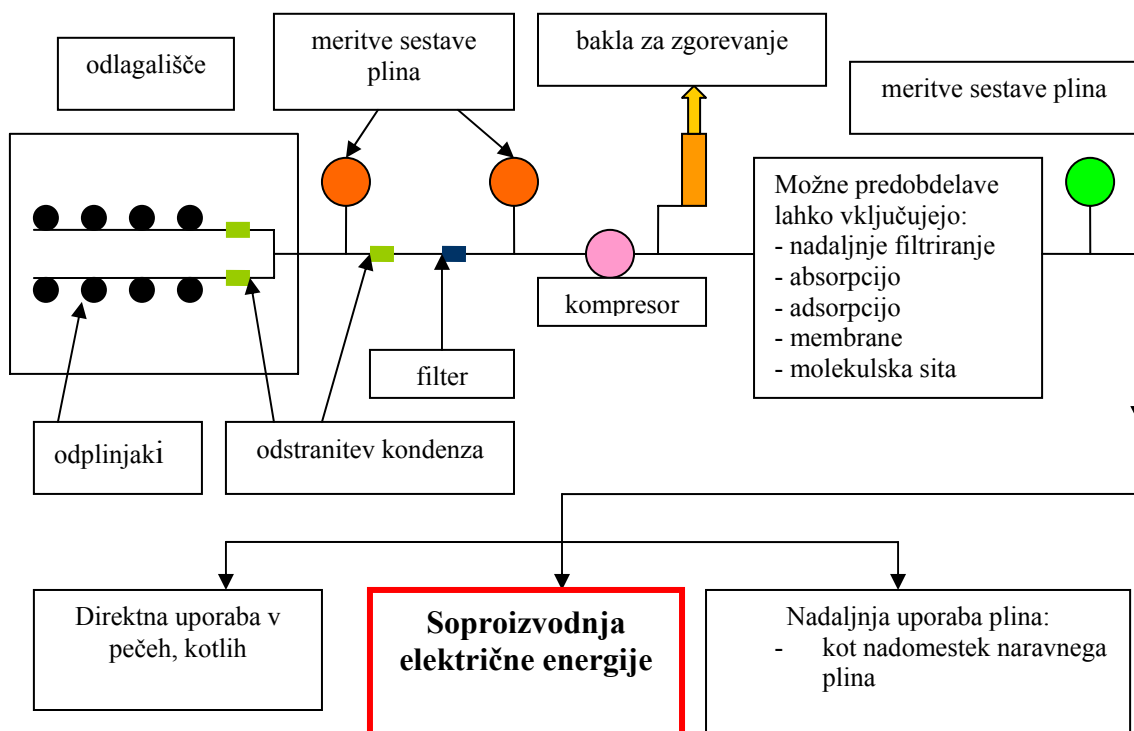 odlagališče
meritve sestave
plina
bakla za zgorevanje
meritve sestave plina
Možne predobdelave
lahko vključujejo:
- nadaljnje filtriranje
- absorpcijo
- adsorpcijo
- membrane
- molekulska sita
kompresor
filter
odplinjaki
odstranitev kondenza
Direktna uporaba v
pečeh, kotlih
Soproizvodnja
električne energije
Nadaljnja uporaba plina:
- kot nadomestek naravnega
plina